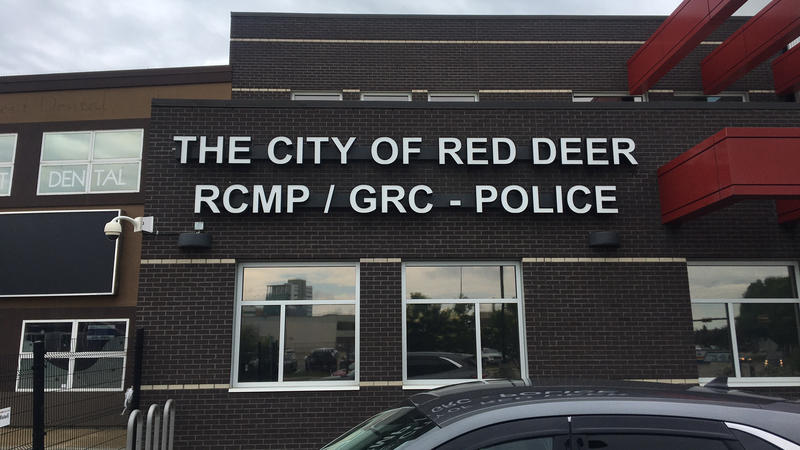 THE CITY OF RED DEER
RCMP / GRC - POLICE
DENTAL